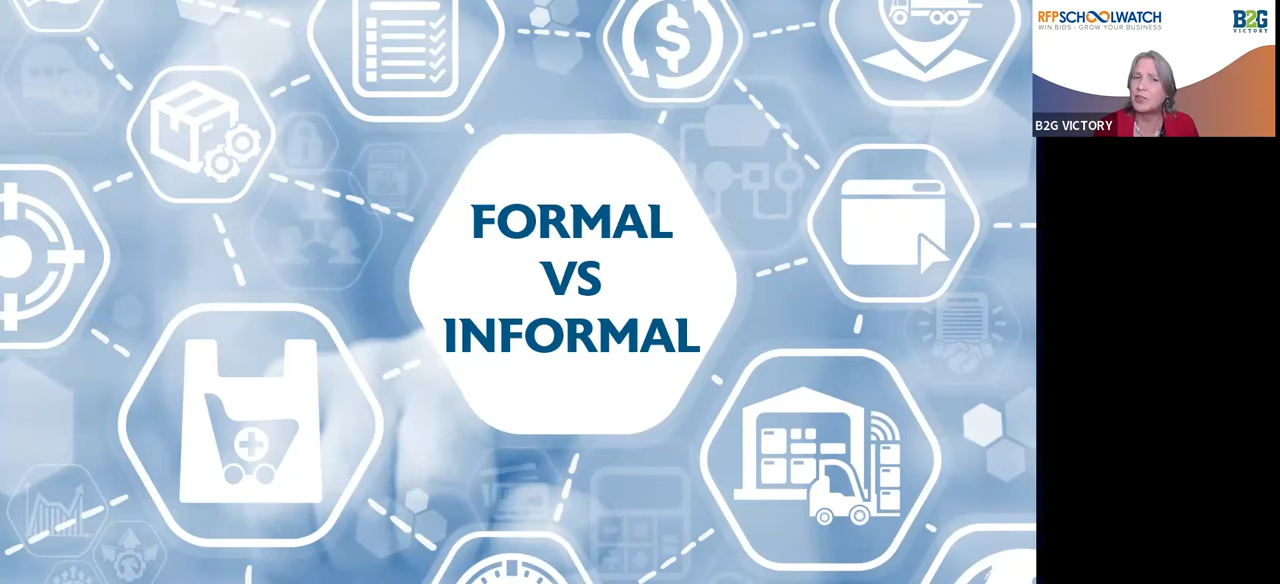 FORMAL
VS
INFORMAL
RFPSCHOOLWATCH
WIN BIDS - GROW YOUR BUSINESS
B2G
VICTORY
B2G VICTORY